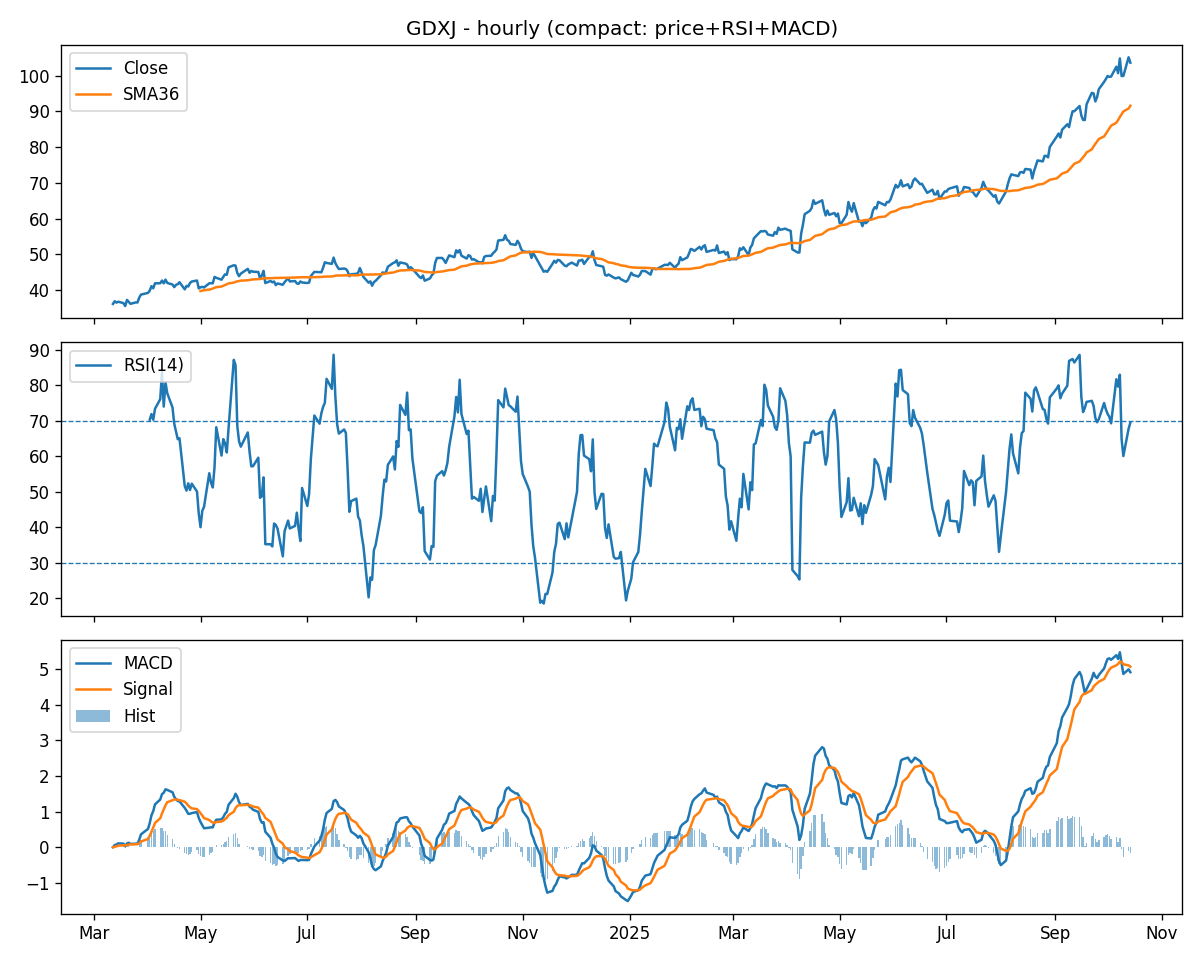 GDXJ - hourly (compact: price+RSI+MACD)
Close
SMA36
100
90
80
70
60
50
40
RSI(14)
90
80
70
60
50
40
30
20
MACD
Signal
Hist
5
4
3
2
1
0
−1
Mar May Jul Sep Nov 2025 Mar May Jul Sep Nov